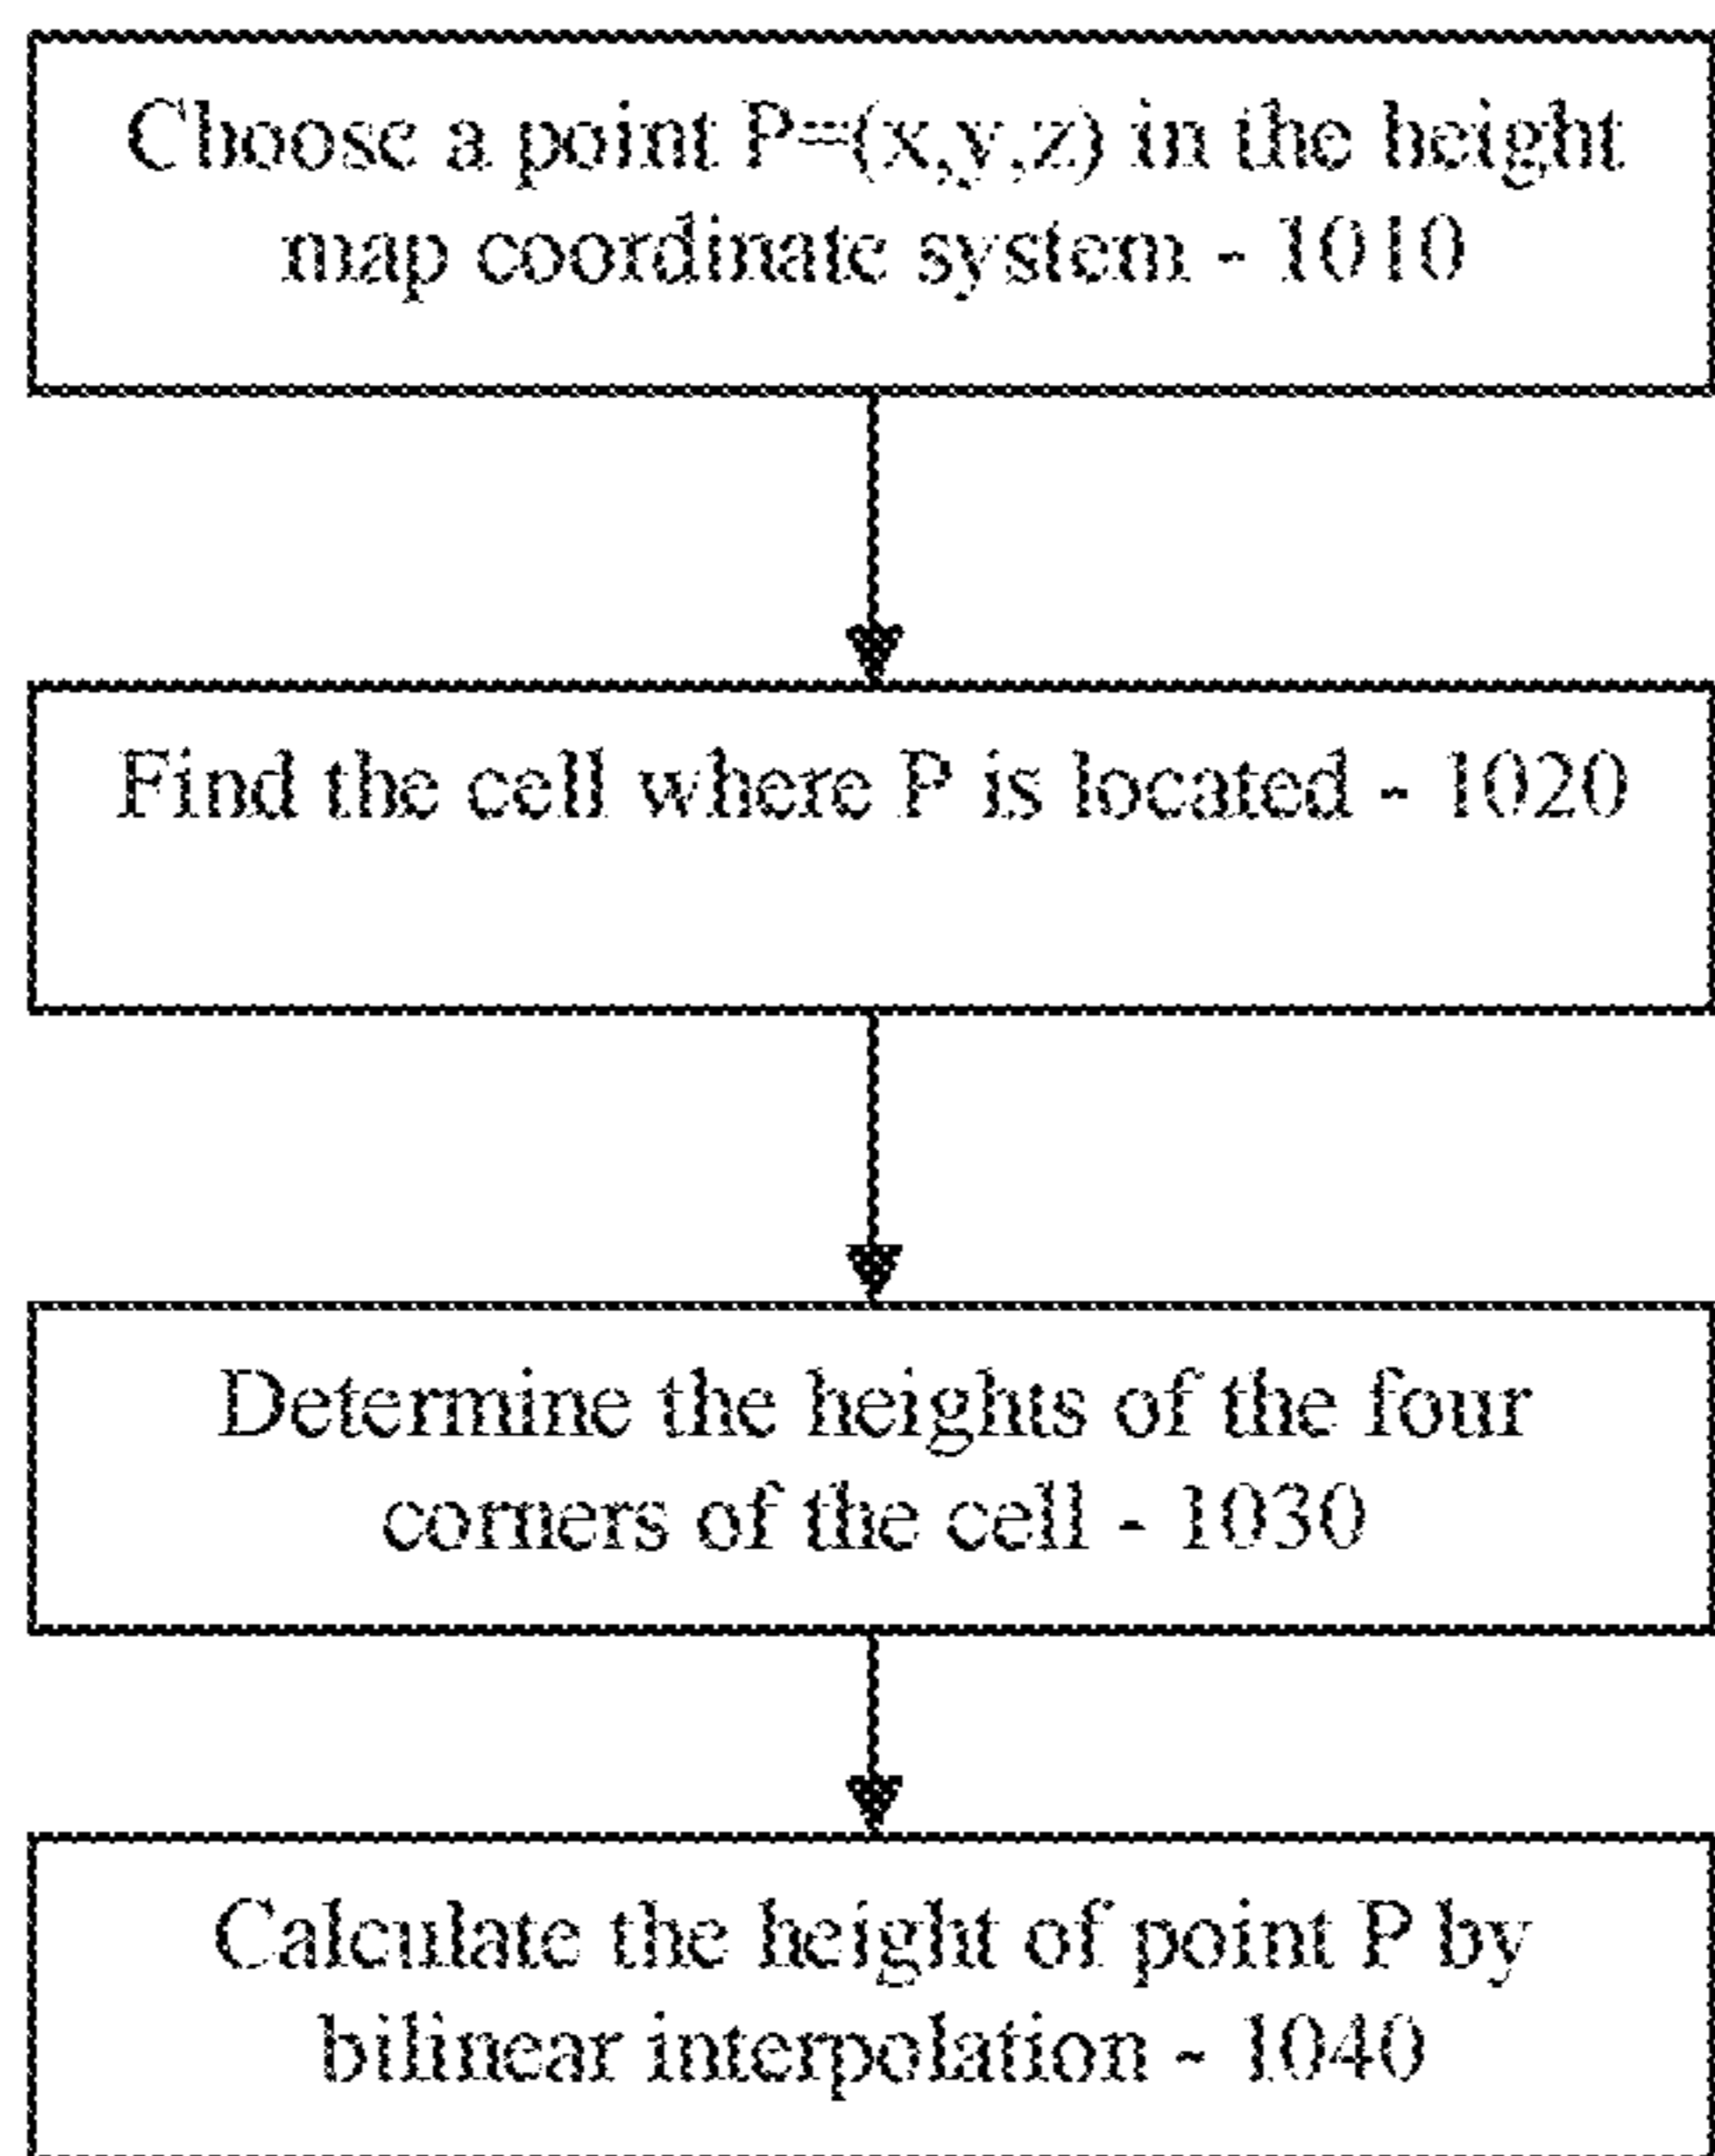 Choose a point P=(x,y,z) in the height
map coordinate system - 1010
Find the cell where P is located - 1020
Determine the heights of the four
corners of the cell - 1030
Calculate the height of point P by
bilinear interpolation - 1040